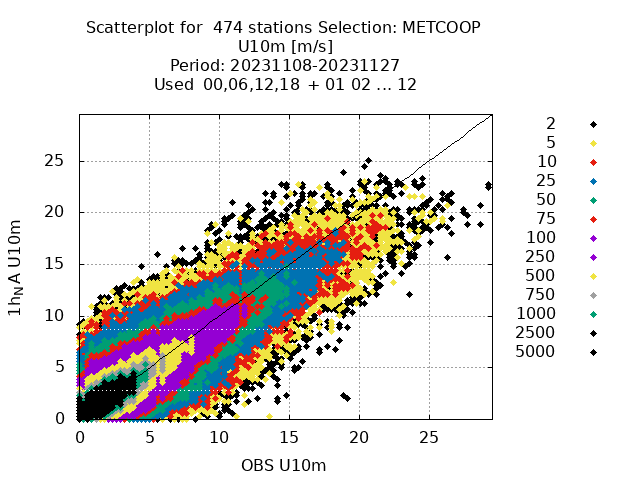 Scatterplot for 474 stations Selection: METCOOP
U10m [m/s]
Period: 20231108-20231127
Used 00,06,12,18 + 01 02 ... 12
2
5
10
25
50
75
100
250
500
750
1000
2500
5000
25
20
15
10
5
0
1hNA U10m
0 5 10 15 20 25
OBS U10m